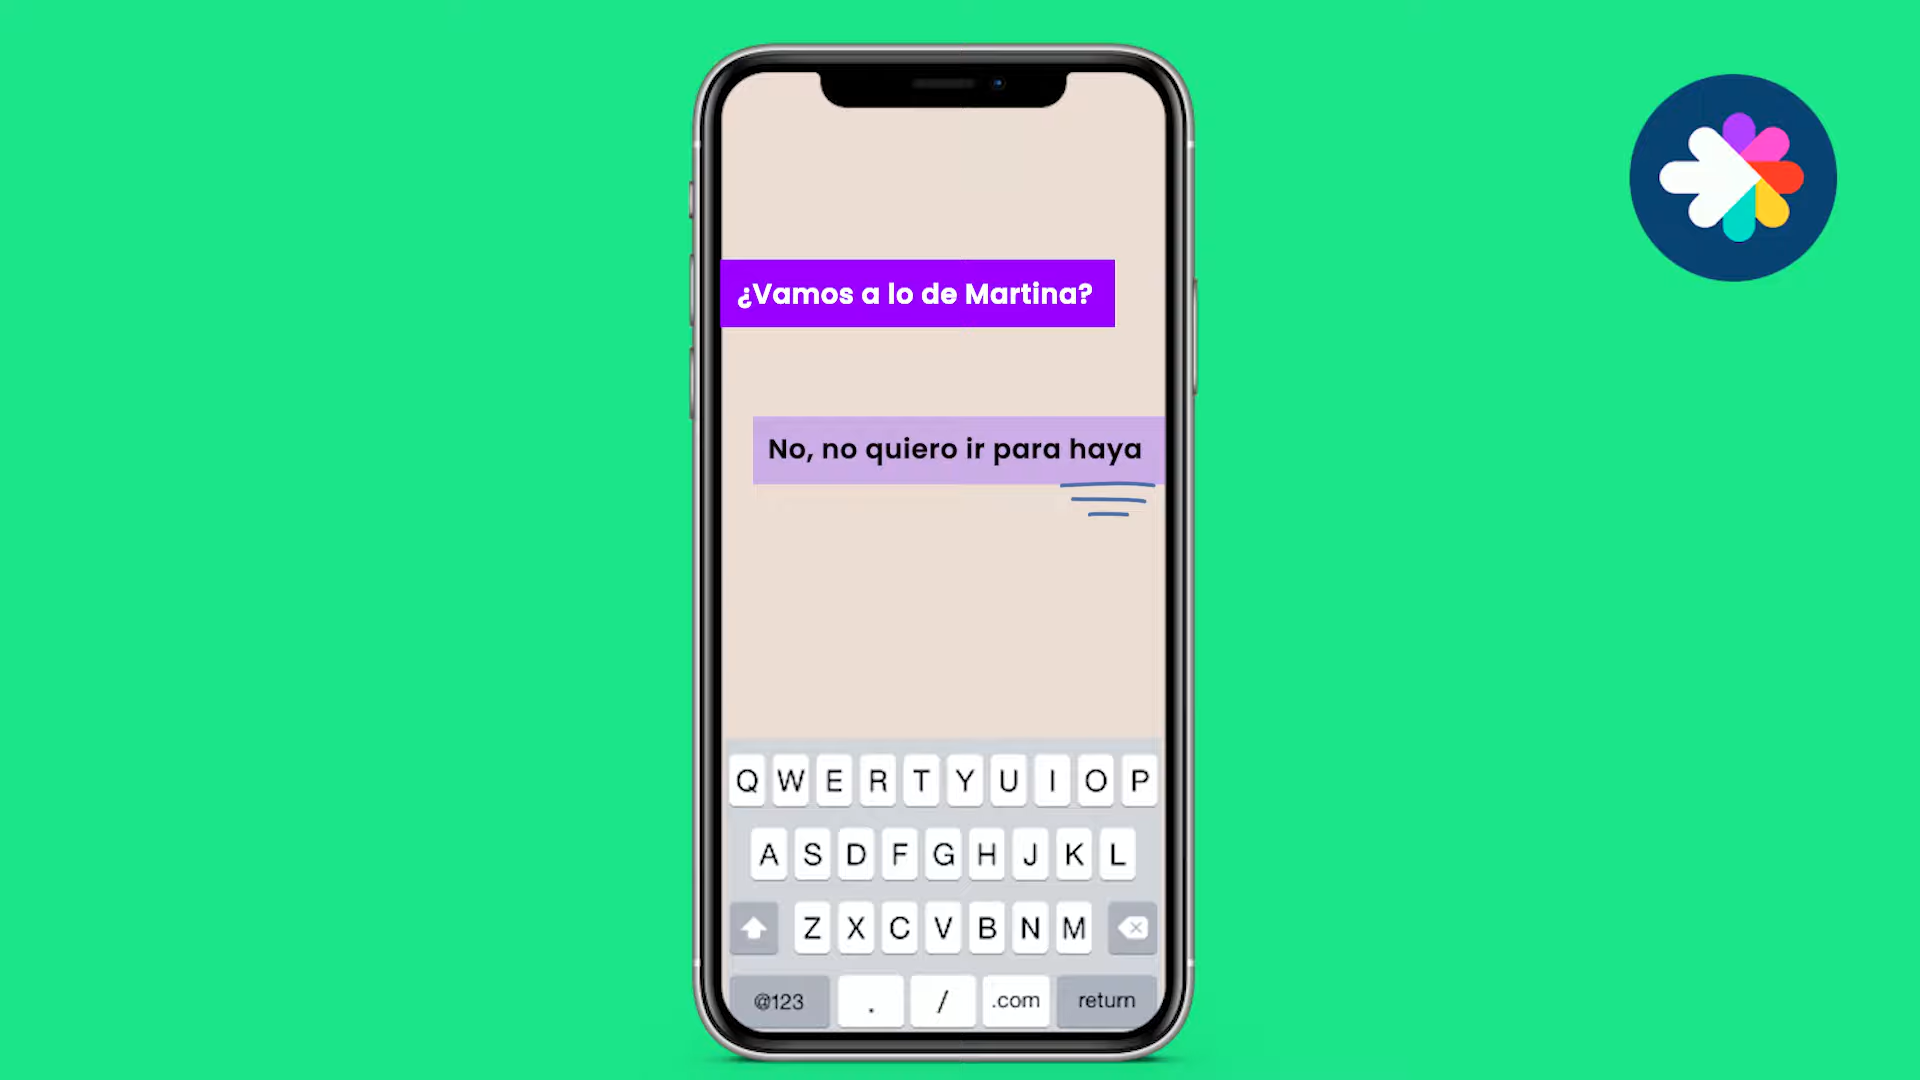 ¿Vamos a lo de Martina?
No, no quiero ir para haya
Q W E R T Y U I O P
A S D F G H J K L
Z X C V B N M
@123 . / .com return